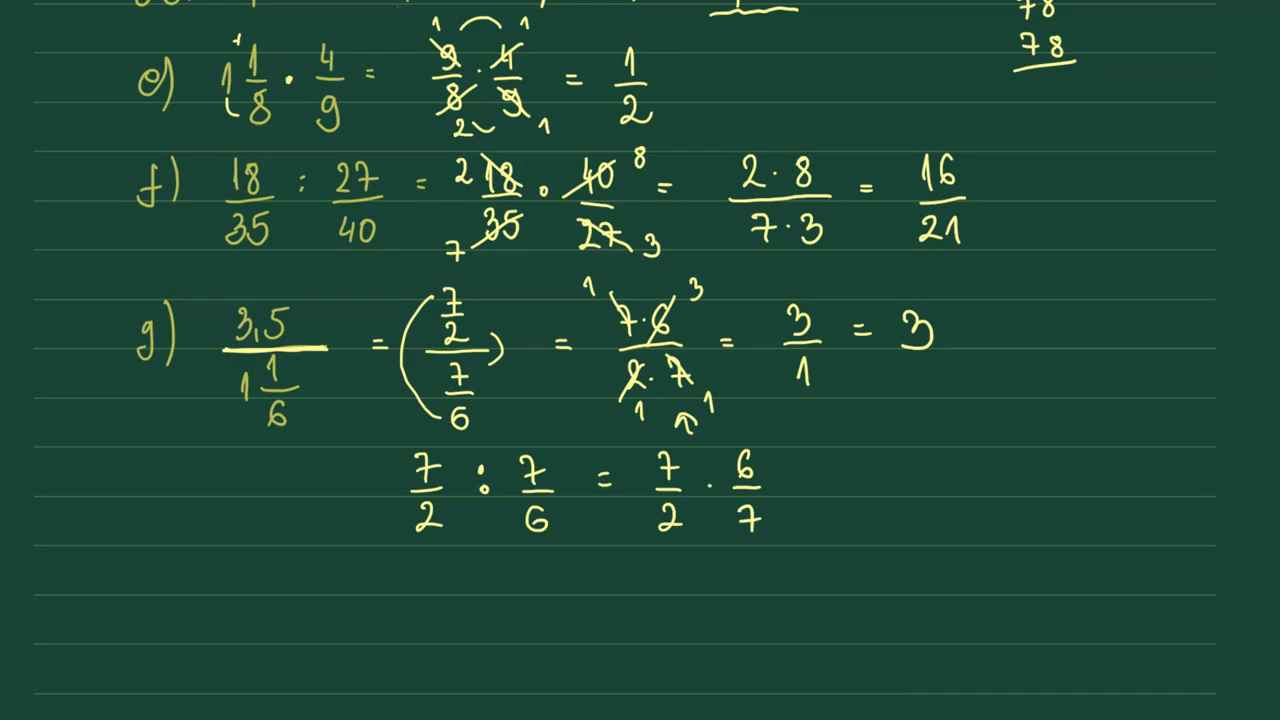 78
78
e) 1 1/8 · 4/9 = 9/8 · 4/9 = 1/2
f) 18/35 : 27/40 = 18/35 · 40/27 = 2·8/7·3 = 16/21
g) 3,5/1 1/6 = (7/2/7/6) = 7·6/2·7 = 3/1 = 3
7/2 : 7/6 = 7/2 · 6/7